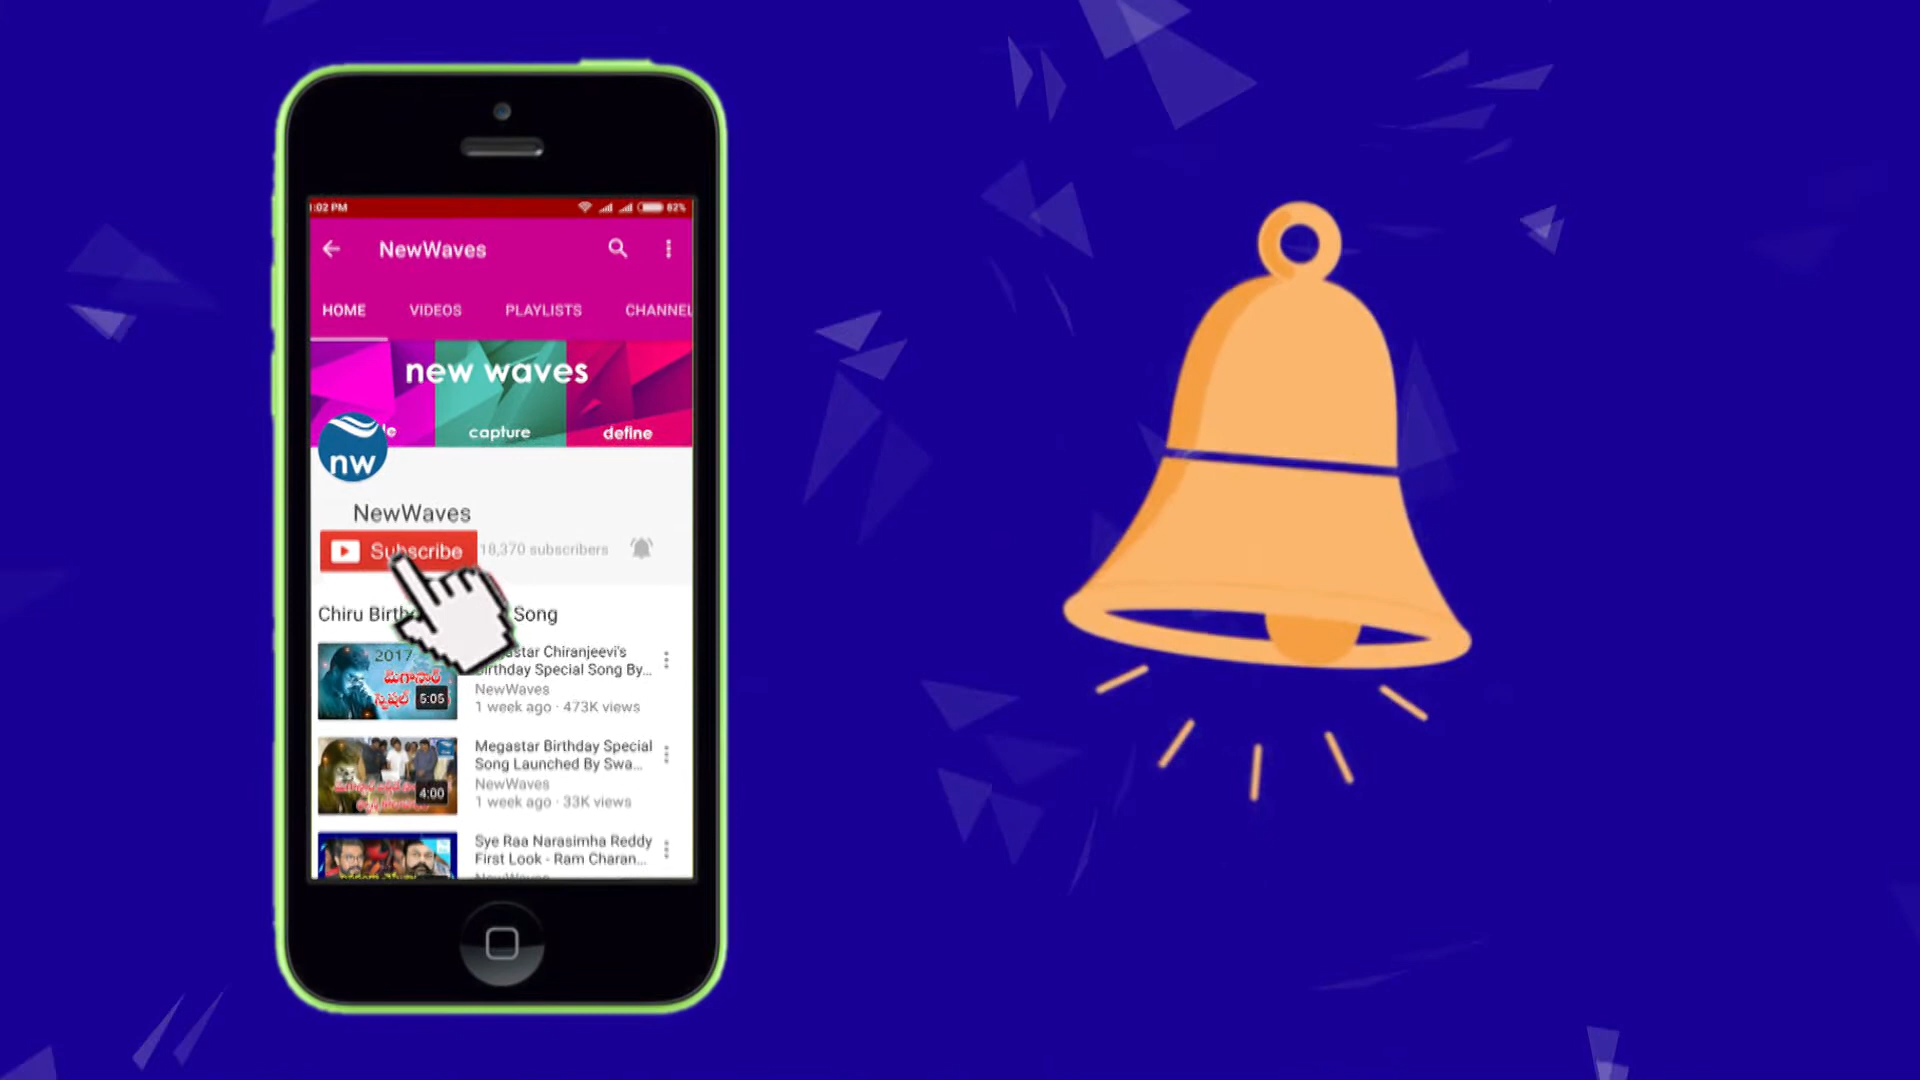 1:02 PM
82%
NewWaves
HOME VIDEOS PLAYLISTS CHANNEL
new waves
capture define
nw
NewWaves
Subscribe 18,370 subscribers
Chiru Birth Song
2017
మెగాస్టార్
స్పెషల్
5:05
star Chiranjeevi's
Birthday Special Song By...
NewWaves
1 week ago · 473K views
4:00
Megastar Birthday Special
Song Launched By Swa...
NewWaves
1 week ago · 33K views
Sye Raa Narasimha Reddy
First Look - Ram Charan...
NewWaves